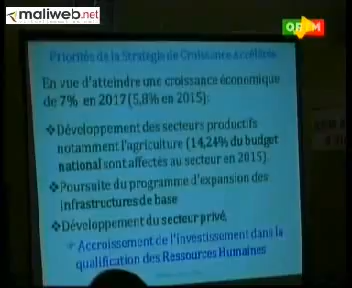 maliweb.net
ORTM
Priorités de la Stratégie de Croissance accélérée
En vue d'atteindre une croissance économique
de 7% en 2017 (5,8% en 2015):
❖Développement des secteurs productifs
notamment l'agriculture (14,24% du budget
national sont affectés au secteur en 2015).
❖Poursuite du programme d'expansion des
infrastructures de base
❖Développement du secteur privé,
Accroissement de l'investissement dans la
qualification des Ressources Humaines